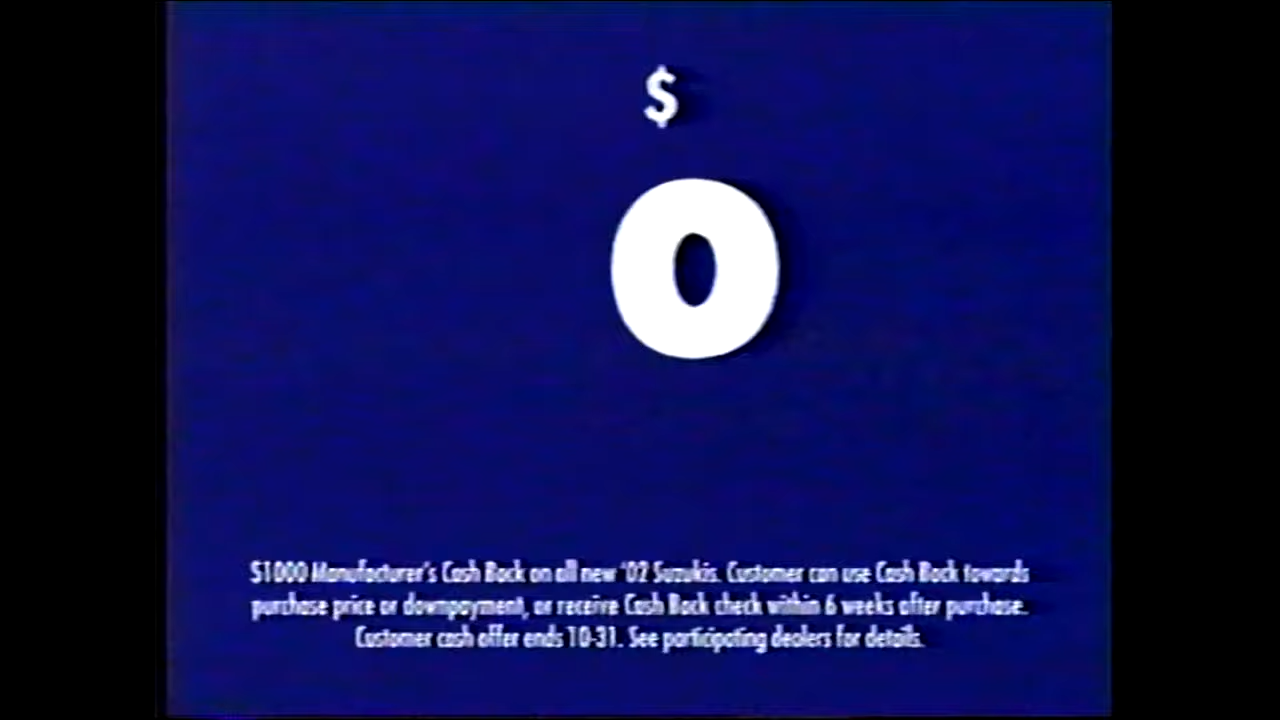 $
0
$1000 Manufacturer's Cash Back on all new '02 Suzukis. Customer can use Cash Back towards
purchase price or downpayment, or receive Cash Back check within 6 weeks after purchase.
Customer cash offer ends 10-31. See participating dealers for details.